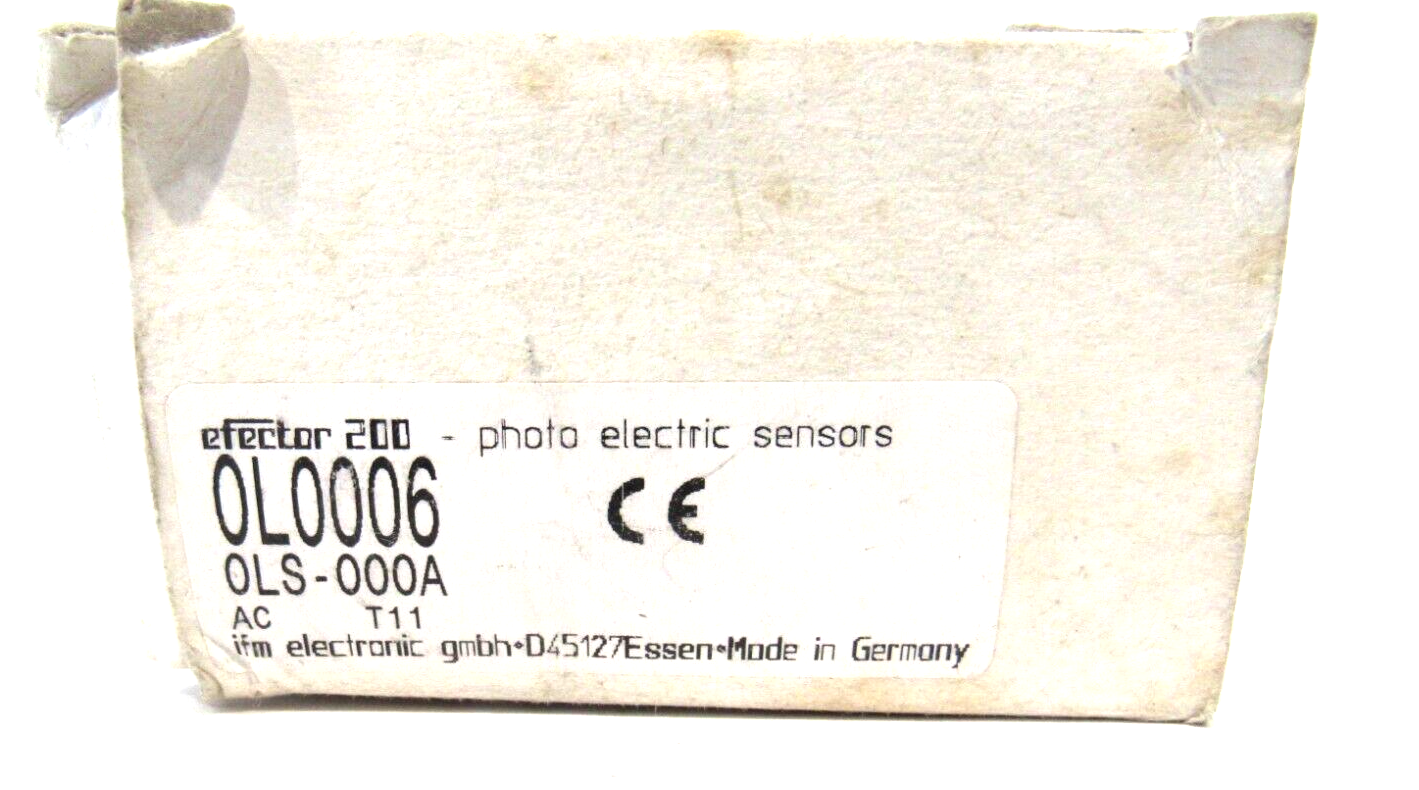 efector 200 - photo electric sensors
OL0006
CE
OLS-000A
AC T11
ifm electronic gmbh•D45127Essen•Made in Germany